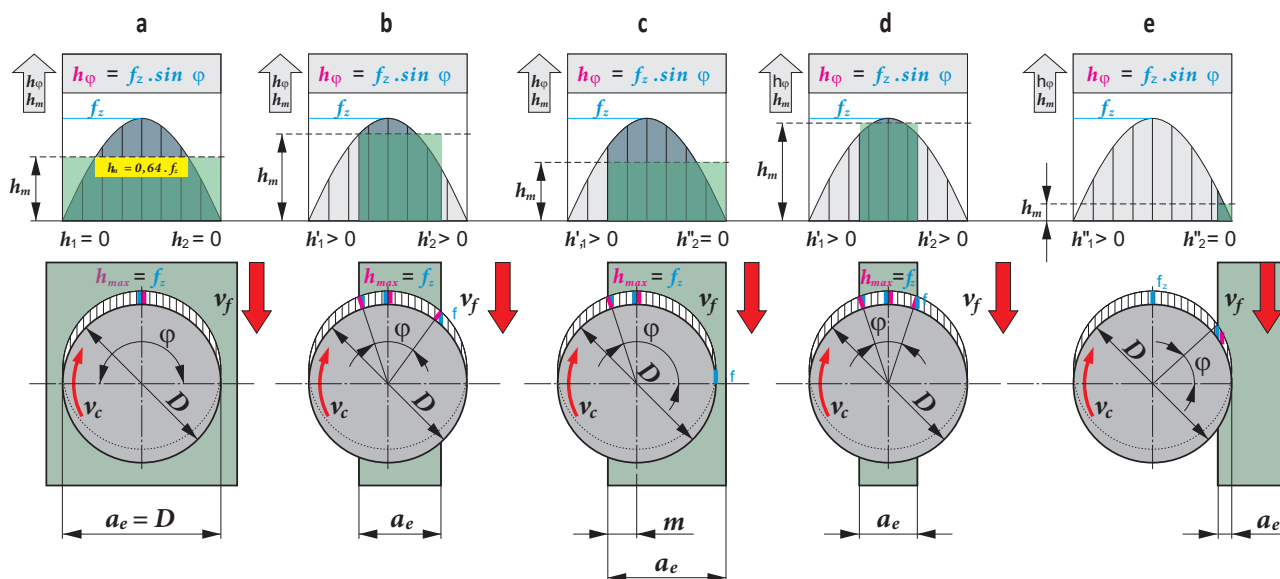 a b c d e
hφ = fz . sin φ hφ = fz . sin φ hφ = fz . sin φ hφ = fz . sin φ hφ = fz . sin φ
hφ hφ hφ hφ hφ
hm hm hm hm hm
fz fz fz fz fz
hm = 0,64 . fz
hm hm hm hm hm
h1 = 0 h2 = 0 h'1 > 0 h'2 > 0 h'1 > 0 h"2 = 0 h'1 > 0 h'2 > 0 h"1 > 0 h"2 = 0
hmax = fz hmax = fz hmax = fz hmax = fz fz
vf vf vf vf vf
f f f
φ φ φ φ φ
D D D D D
vc vc vc vc vc
ae = D ae m ae ae
ae